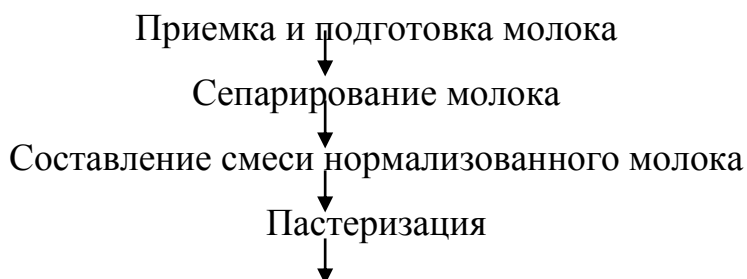 Приемка и подготовка молока
Сепарирование молока
Составление смеси нормализованного молока
Пастеризация